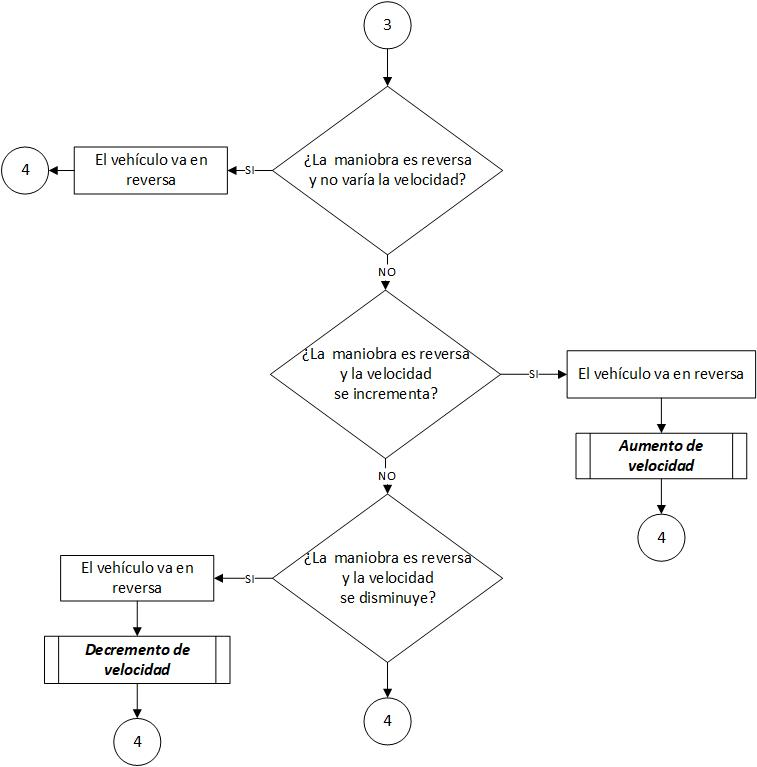 3
¿La maniobra es reversa
y no varía la velocidad?
SI
El vehículo va en
reversa
4
NO
¿La maniobra es reversa
y la velocidad
se incrementa?
SI
El vehículo va en reversa
Aumento de
velocidad
4
NO
¿La maniobra es reversa
y la velocidad
se disminuye?
SI
El vehículo va en
reversa
Decremento de
velocidad
4
4